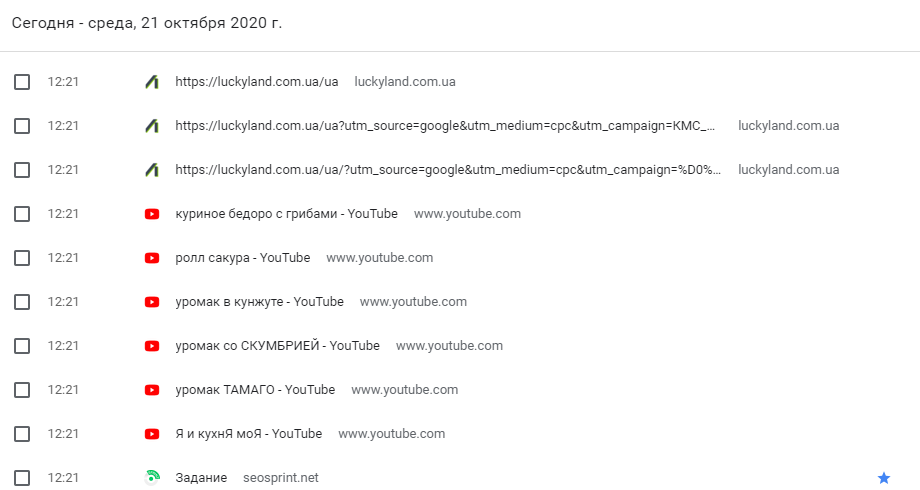 Сегодня - среда, 21 октября 2020 г.
12:21 https://luckyland.com.ua/ua luckyland.com.ua
12:21 https://luckyland.com.ua/ua?utm_source=google&utm_medium=cpc&utm_campaign=КМС_... luckyland.com.ua
12:21 https://luckyland.com.ua/ua/?utm_source=google&utm_medium=cpc&utm_campaign=%D0%... luckyland.com.ua
12:21 куриное бедоро с грибами - YouTube www.youtube.com
12:21 ролл сакура - YouTube www.youtube.com
12:21 уромак в кунжуте - YouTube www.youtube.com
12:21 уромак со СКУМБРИЕЙ - YouTube www.youtube.com
12:21 уромак ТАМАГО - YouTube www.youtube.com
12:21 Я и кухнЯ моЯ - YouTube www.youtube.com
12:21 Задание seosprint.net